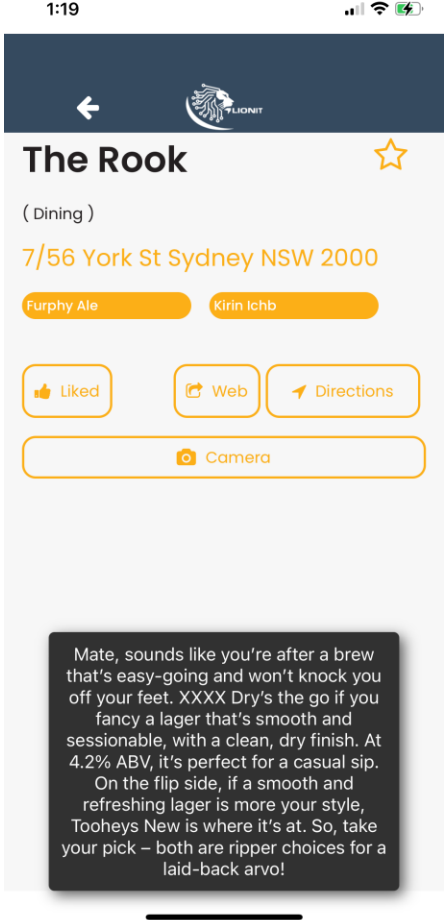 1:19
LIONIT
The Rook
( Dining )
7/56 York St Sydney NSW 2000
Furphy Ale
Kirin Ichb
Liked
Web
Directions
Camera
Mate, sounds like you’re after a brew
that’s easy-going and won’t knock you
off your feet. XXXX Dry’s the go if you
fancy a lager that’s smooth and
sessionable, with a clean, dry finish. At
4.2% ABV, it’s perfect for a casual sip.
On the flip side, if a smooth and
refreshing lager is more your style,
Tooheys New is where it’s at. So, take
your pick – both are ripper choices for a
laid-back arvo!